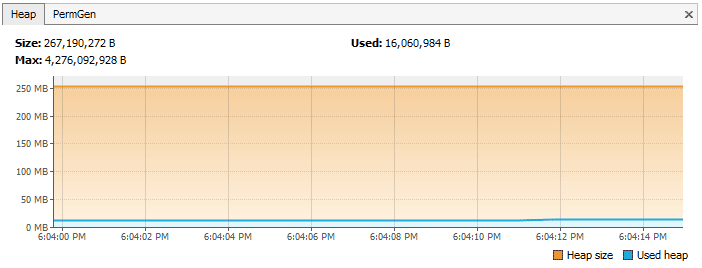 Heap PermGen
Size: 267,190,272 B Used: 16,060,984 B
Max: 4,276,092,928 B
250 MB
200 MB
150 MB
100 MB
50 MB
0 MB
6:04:00 PM 6:04:02 PM 6:04:04 PM 6:04:06 PM 6:04:08 PM 6:04:10 PM 6:04:12 PM 6:04:14 PM
Heap size Used heap